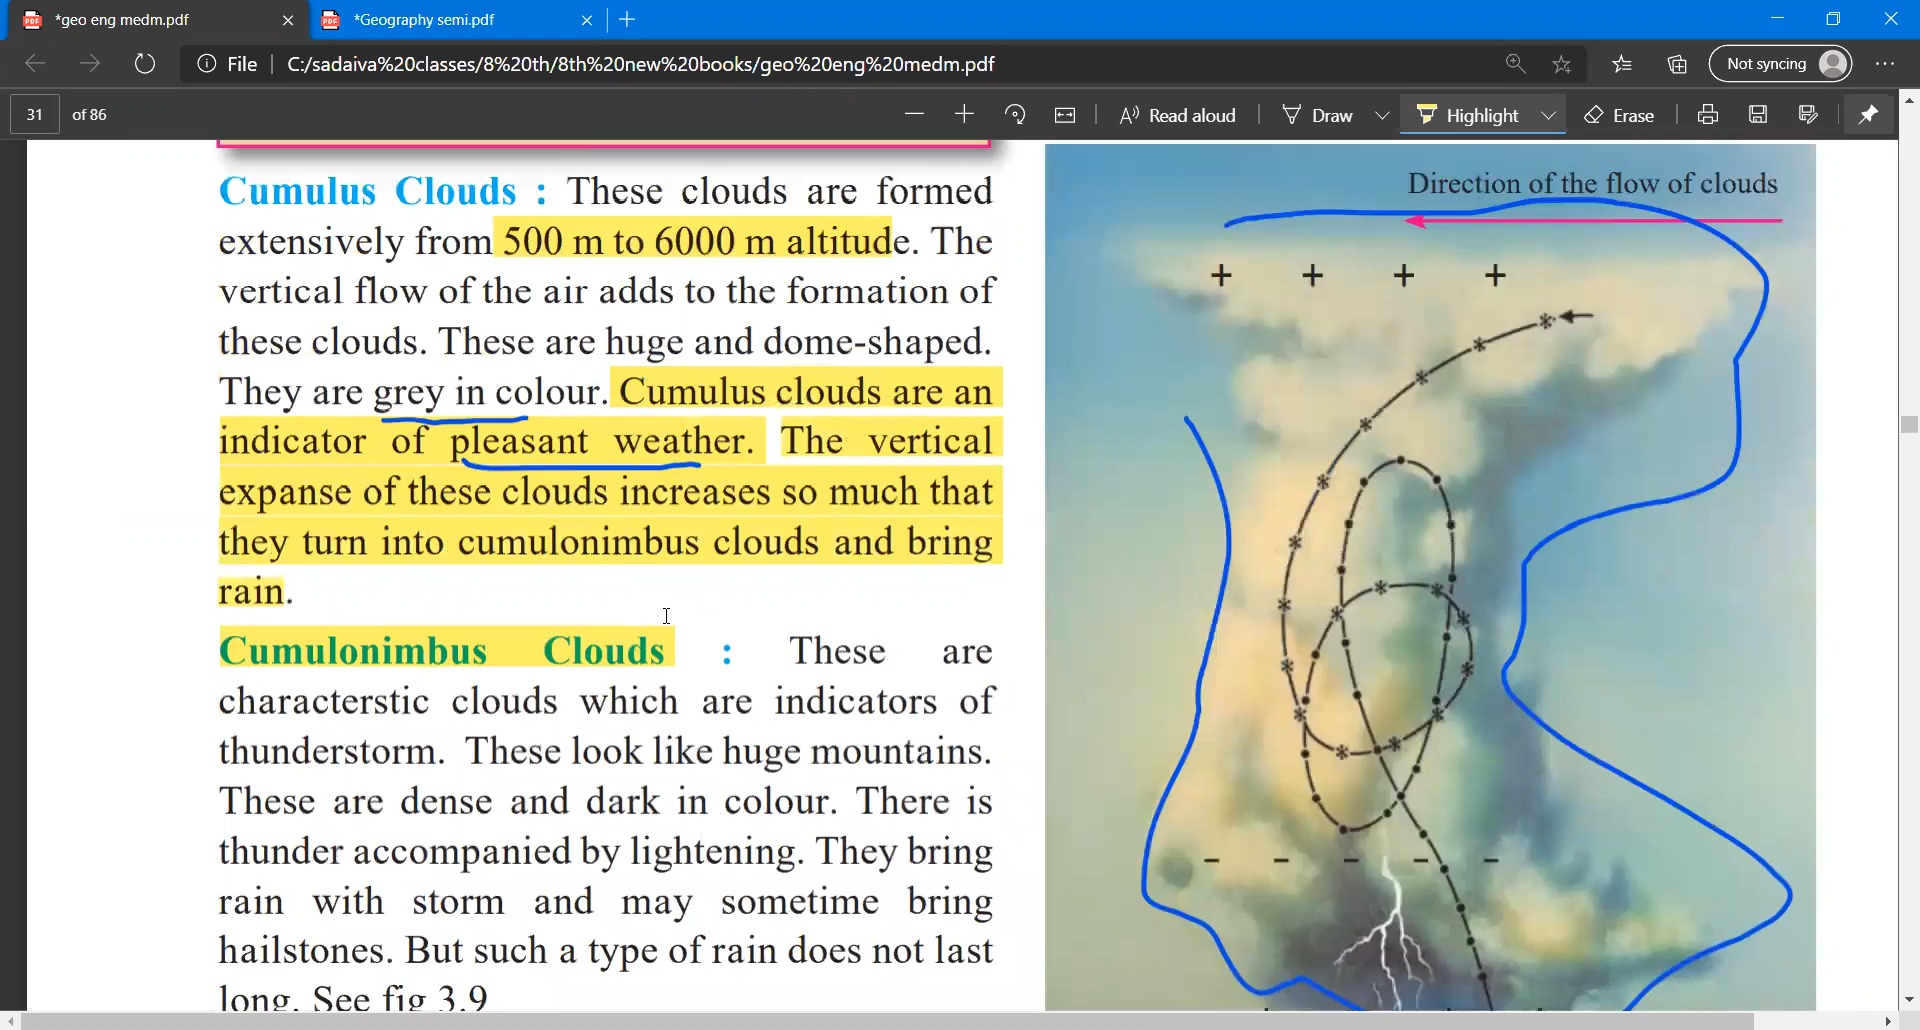 *geo eng medm.pdf
*Geography semi.pdf
File
C:/sadaiva%20classes/8%20th/8th%20new%20books/geo%20eng%20medm.pdf
Not syncing
31 of 86
Read aloud
Draw
Highlight
Erase
Cumulus Clouds : These clouds are formed
extensively from 500 m to 6000 m altitude. The
vertical flow of the air adds to the formation of
these clouds. These are huge and dome-shaped.
They are grey in colour. Cumulus clouds are an
indicator of pleasant weather. The vertical
expanse of these clouds increases so much that
they turn into cumulonimbus clouds and bring
rain.
Cumulonimbus Clouds : These are
characterstic clouds which are indicators of
thunderstorm. These look like huge mountains.
These are dense and dark in colour. There is
thunder accompanied by lightening. They bring
rain with storm and may sometime bring
hailstones. But such a type of rain does not last
long. See fig 3.9
Direction of the flow of clouds
+ + + +
- - - - -